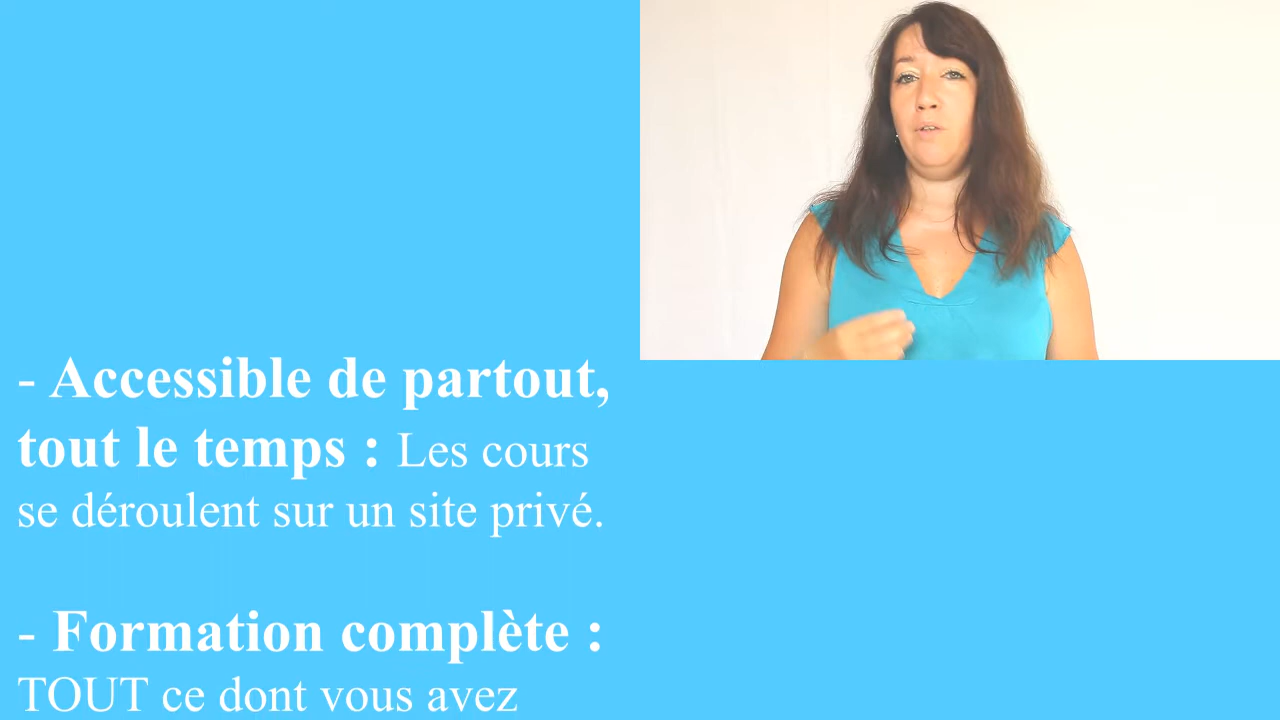 - Accessible de partout,
tout le temps : Les cours
se déroulent sur un site privé.
- Formation complète :
TOUT ce dont vous avez